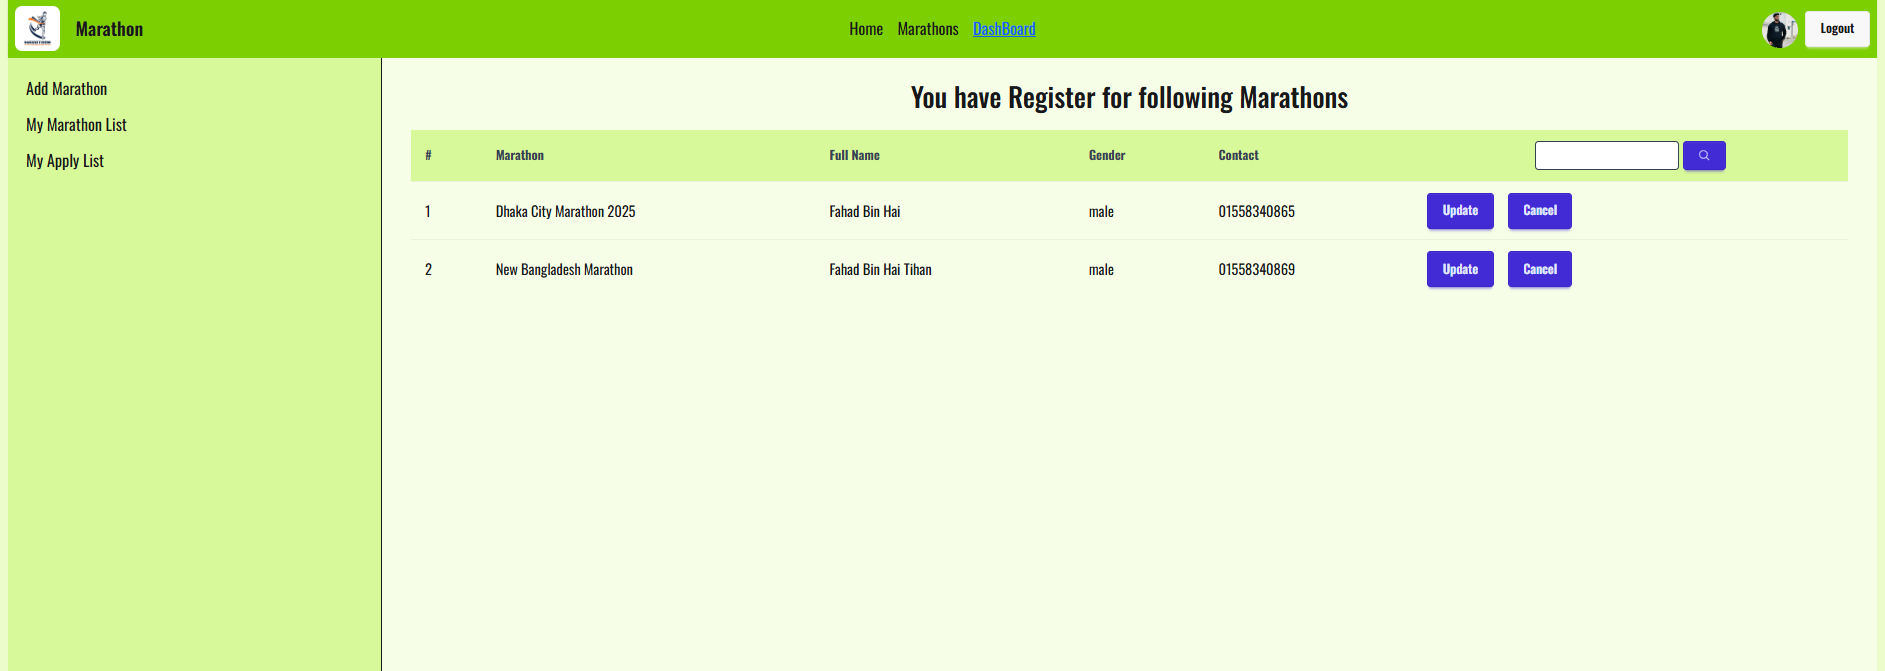 Marathon Home Marathons DashBoard Logout
Add Marathon
My Marathon List
My Apply List
You have Register for following Marathons
# Marathon Full Name Gender Contact
1 Dhaka City Marathon 2025 Fahad Bin Hai male 01558340865 Update Cancel
2 New Bangladesh Marathon Fahad Bin Hai Tihan male 01558340869 Update Cancel